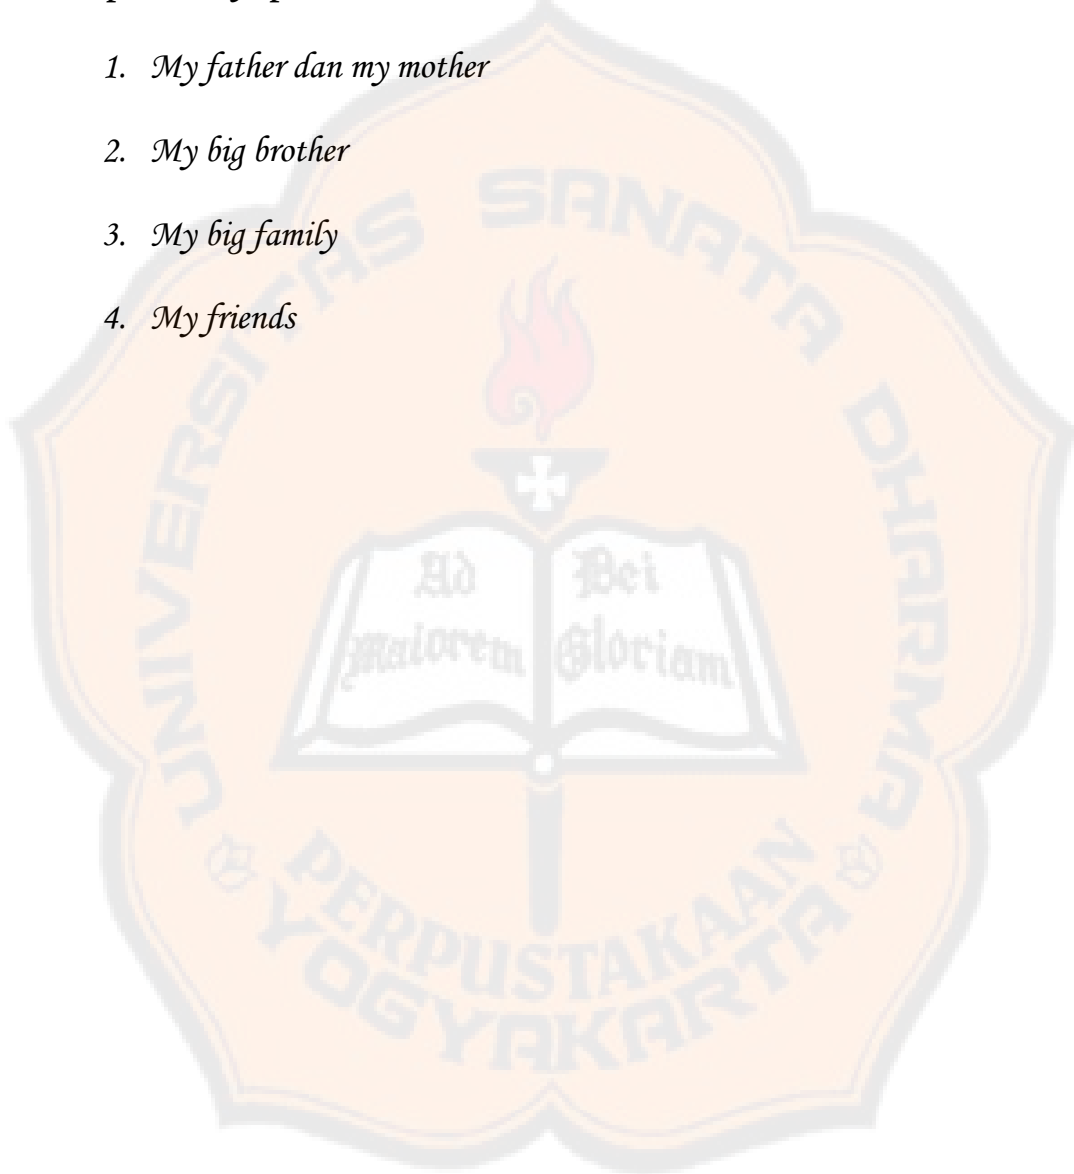 1. My father dan my mother
2. My big brother
3. My big family
4. My friends
UNIVERSITAS SANATA DHARMA
Ad Dei
Maiorem Gloriam
PERPUSTAKAAN
YOGYAKARTA